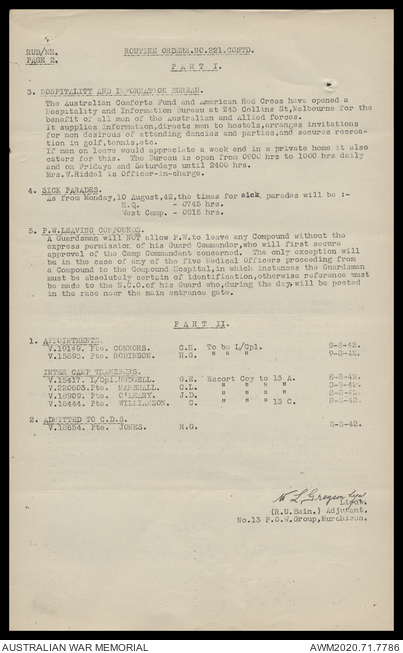 RUB/MH.
PAGE 2.
ROUTINE ORDERS.NO.221.CONTD.
PART I.
3. HOSPITALITY AND INFORMATION BUREAU.
The Australian Comforts Fund and American Red Cross have opened a
Hospitality and Information Bureau at 243 Collins St,Melbourne for the
benefit of all men of the Australian and Allied forces.
It supplies information,directs men to hostels,arranges invitations
for men desirous of attending dances and parties,and secures recrea-
tion in golf,tennis,etc.
If men on leave would appreciate a week end in a private home it also
caters for this. The Bureau is open from 0900 hrs to 1000 hrs daily
and on Fridays and Saturdays until 2400 hrs.
Mrs.W.Riddel is Officer-in-charge.
4. SICK PARADES.
As from Monday,10 August,42,the times for sick parades will be :-
H.Q. - 0745 hrs.
West Camp. - 0915 hrs.
5. P.W.LEAVING COMPOUNDS.
A Guardsman will NOT allow P.W.to leave any Compound without the
express permission of his Guard Commander,who will first secure
approval of the Camp Commandant concerned. The only exception will
be in the case of any of the five Medical Officers proceeding from
a Compound to the Compound Hospital,in which instances the Guardsman
must be absolutely certain of identification,otherwise reference must
be made to the N.C.O.of his Guard who,during the day,will be posted
in the race near the main entrance gate.
PART II.
1. APPOINTMENTS.
V.19149. Pte. CONNORS. C.H. To be L/Cpl. 9-8-42.
V.15895. Pte. ROBINSON. H.G. " " " 9-8-42.
INTER CAMP TRANSFERS.
V.15417. L/Cpl. G.E. Escort Coy to 13 A. 8-8-42.
V.220603.Pte. MARSHALL C.L. " " " " 8-8-42.
V.18909. Pte. O'LEARY. J.D. " " " " 8-8-42.
V.18444. Pte. WILLIAMSON. C. " " " 13 C. 8-8-42.
2. ADMITTED TO C.D.S.
V.18654. Pte. JONES. R.G. 8-8-42.
W L Gregson
Lieut.
(R.U.Bain.) Adjutant,
No.13 P.O.W.Group,Murchison.
AUSTRALIAN WAR MEMORIAL
AWM2020.71.7786